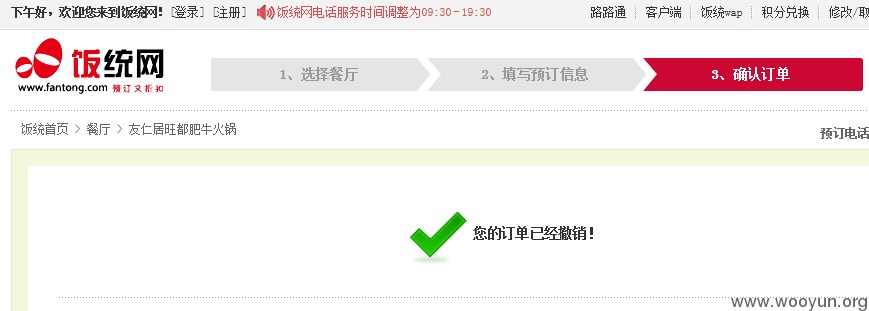 下午好，欢迎您来到饭统网！ [登录] [注册] 饭统网电话服务时间调整为09:30－19:30 路路通 客户端 饭统wap 积分兑换 修改/取
饭统网
www.fantong.com 预订又折扣
1、选择餐厅 2、填写预订信息 3、确认订单
饭统首页 > 餐厅 > 友仁居旺都肥牛火锅 预订电话
您的订单已经撤销！
www.wooyun.org